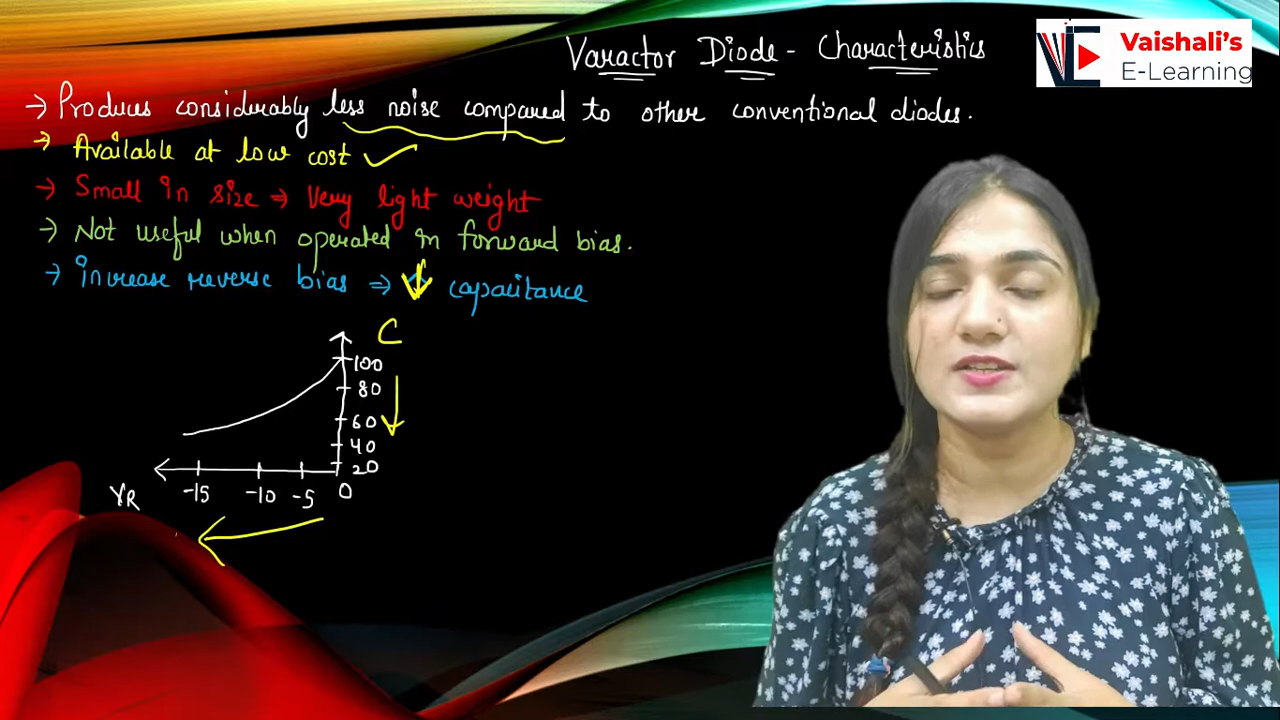 Varactor Diode - Characteristics
Vaishali's
E-Learning
→ Produces considerably less noise compared to other conventional diodes.
→ Available at low cost
→ Small in size → Very light weight
→ Not useful when operated in forward bias.
→ Increase reverse bias → ↓ capacitance
C
100
80
60
40
20
VR -15 -10 -5 0